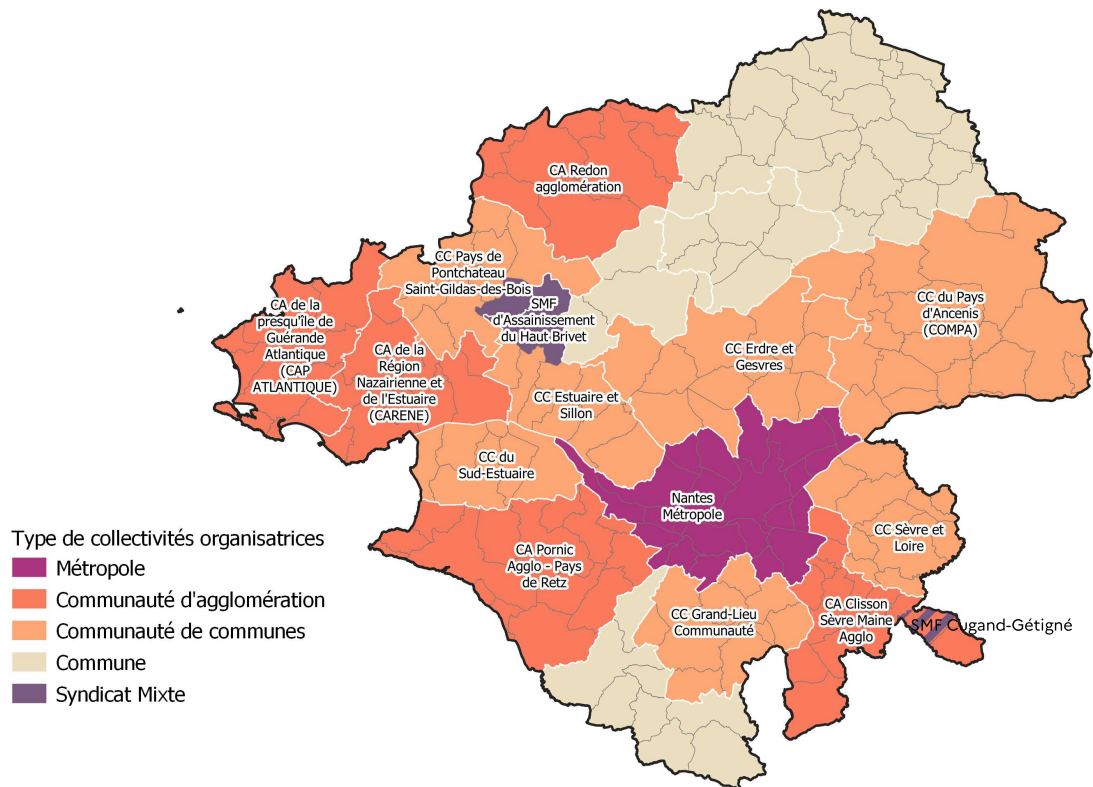 CA Redon
agglomération
CC Pays de
Pontchateau
Saint-Gildas-des-Bois
SMF
d'Assainissement
du Haut Brivet
CA de la
presqu'île de
Guérande
Atlantique
(CAP
ATLANTIQUE)
CA de la
Région
Nazairienne et
de l'Estuaire
(CARENE)
CC du Pays
d'Ancenis
(COMPA)
CC Erdre et
Gesvres
CC Estuaire et
Sillon
CC du
Sud-Estuaire
Nantes
Métropole
CC Sèvre et
Loire
CA Pornic
Agglo - Pays
de Retz
CC Grand-Lieu
Communauté
CA Clisson
Sèvre Maine
Agglo
SMF Cugand-Gétigné
Type de collectivités organisatrices
Métropole
Communauté d'agglomération
Communauté de communes
Commune
Syndicat Mixte